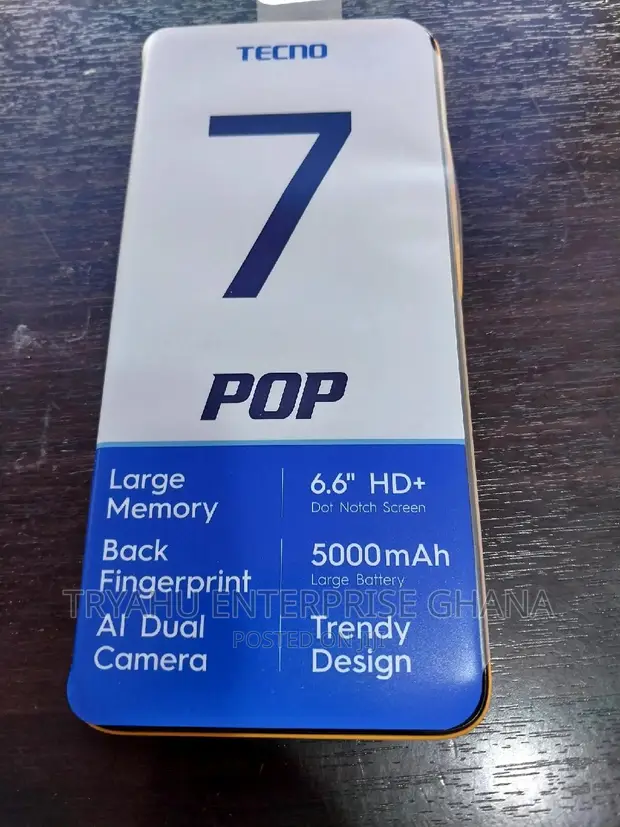 TECNO
7
POP
Large
Memory
6.6" HD+
Dot Notch Screen
Back
Fingerprint
5000mAh
Large Battery
AI Dual
Camera
Trendy
Design
TRYAHU ENTERPRISE GHANA
POSTED ON JIJI